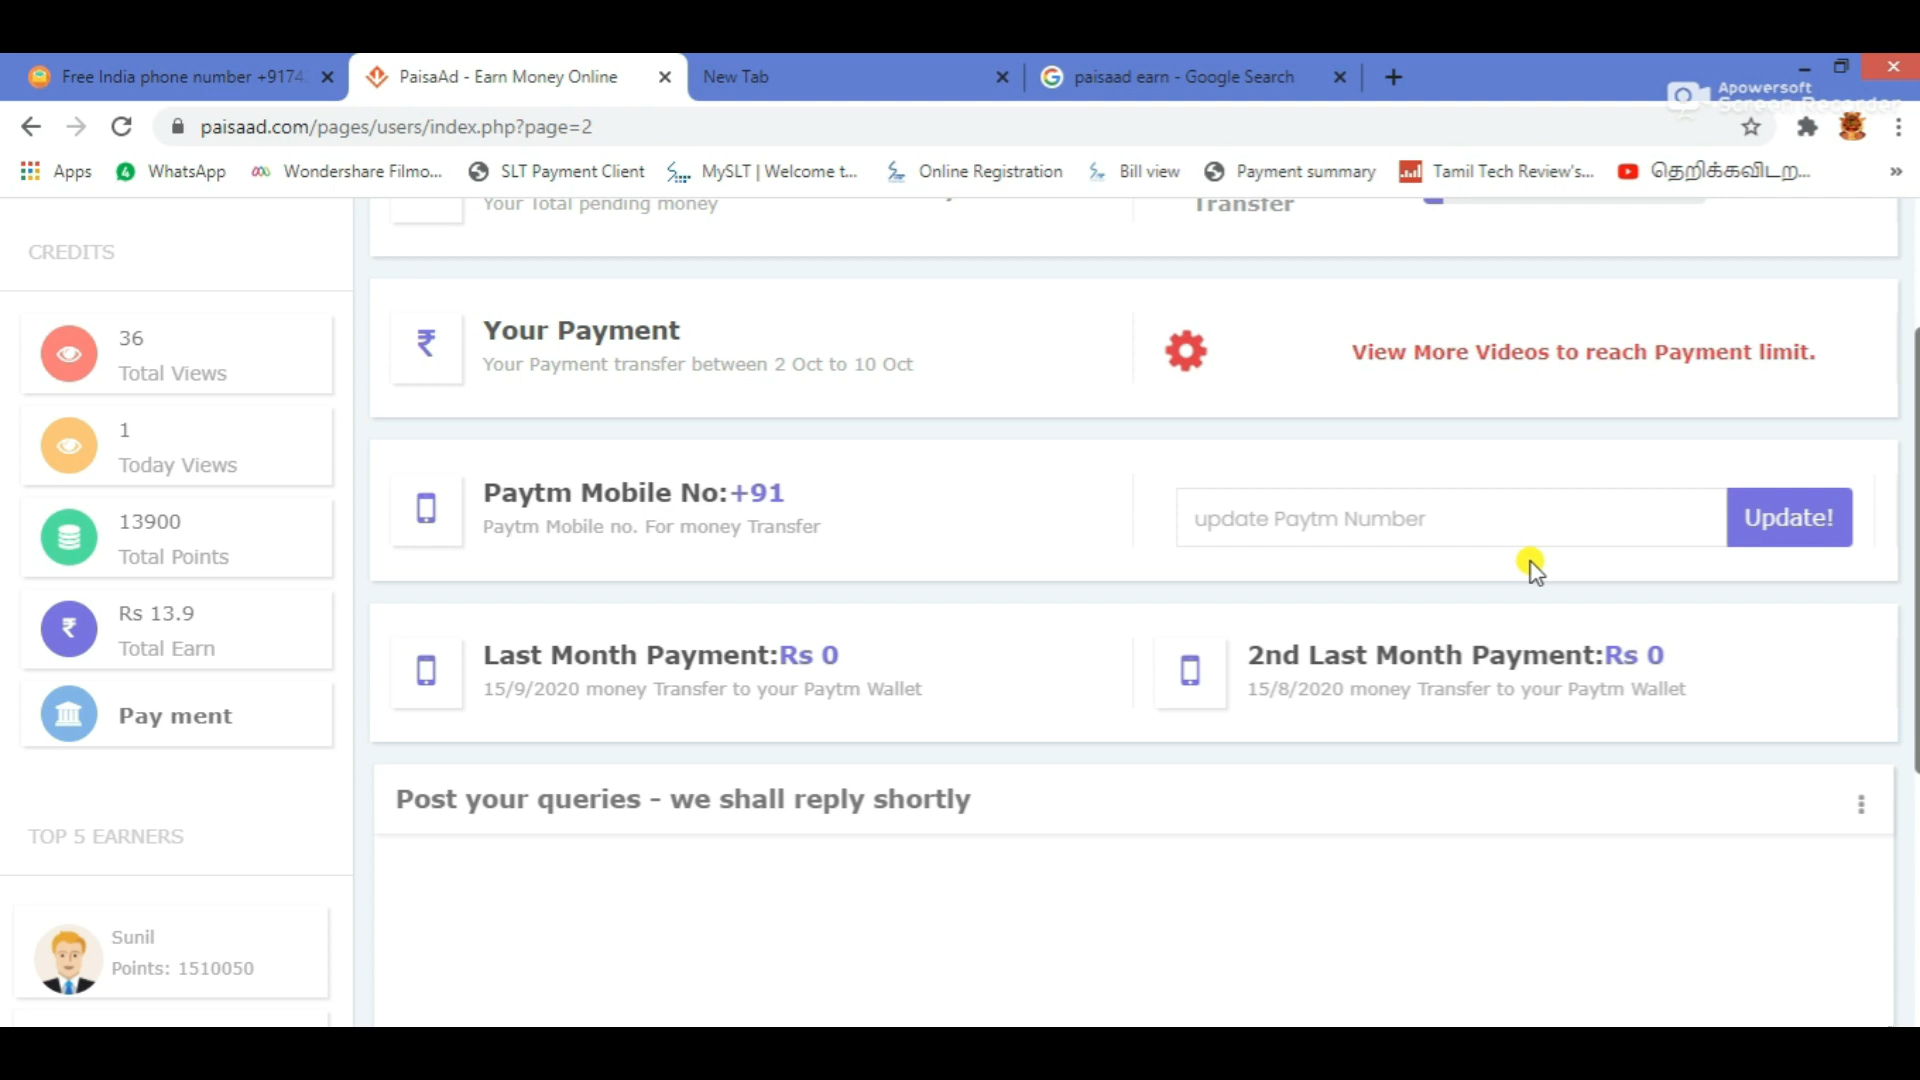 Free India phone number +9174
PaisaAd - Earn Money Online
New Tab
paisaad earn - Google Search
Apowersoft
Screen Recorder
paisaad.com/pages/users/index.php?page=2
Apps
WhatsApp
Wondershare Filmo...
SLT Payment Client
MySLT | Welcome t...
Online Registration
Bill view
Payment summary
Tamil Tech Review's...
தெறிக்கவிடற...
»
Your Total pending money
Transfer
CREDITS
36
Total Views
1
Today Views
13900
Total Points
Rs 13.9
Total Earn
Pay ment
TOP 5 EARNERS
Sunil
Points: 1510050
Your Payment
Your Payment transfer between 2 Oct to 10 Oct
View More Videos to reach Payment limit.
Paytm Mobile No:+91
Paytm Mobile no. For money Transfer
update Paytm Number
Update!
Last Month Payment:Rs 0
15/9/2020 money Transfer to your Paytm Wallet
2nd Last Month Payment:Rs 0
15/8/2020 money Transfer to your Paytm Wallet
Post your queries - we shall reply shortly